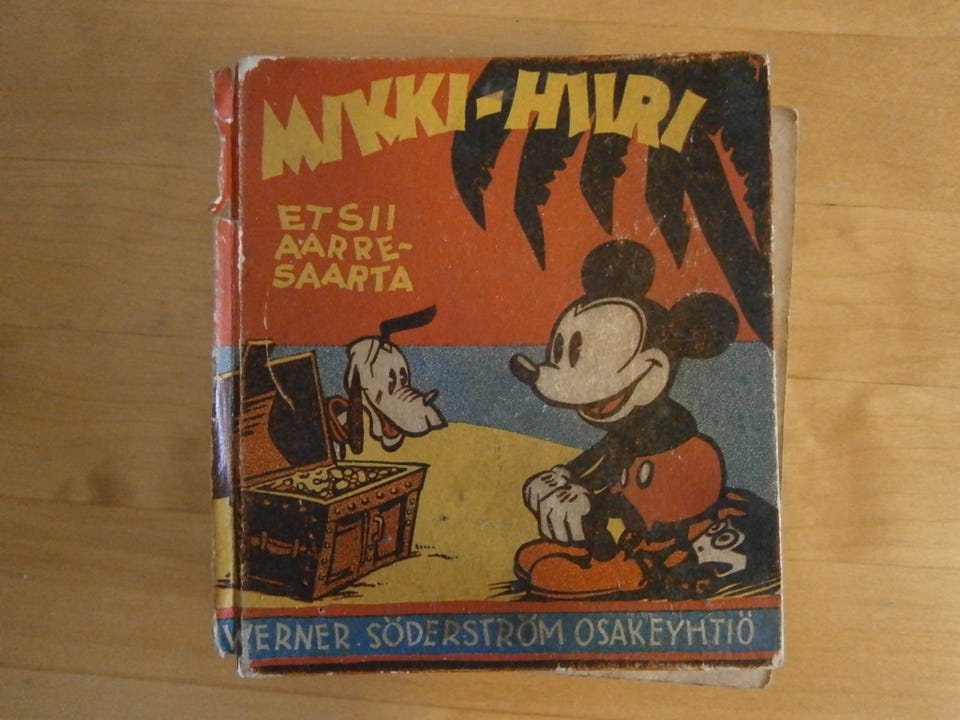 MIKKI-HIIRI
ETSII
AARRE-
SAARTA
WERNER. SÖDERSTRÖM OSAKEYHTIÖ